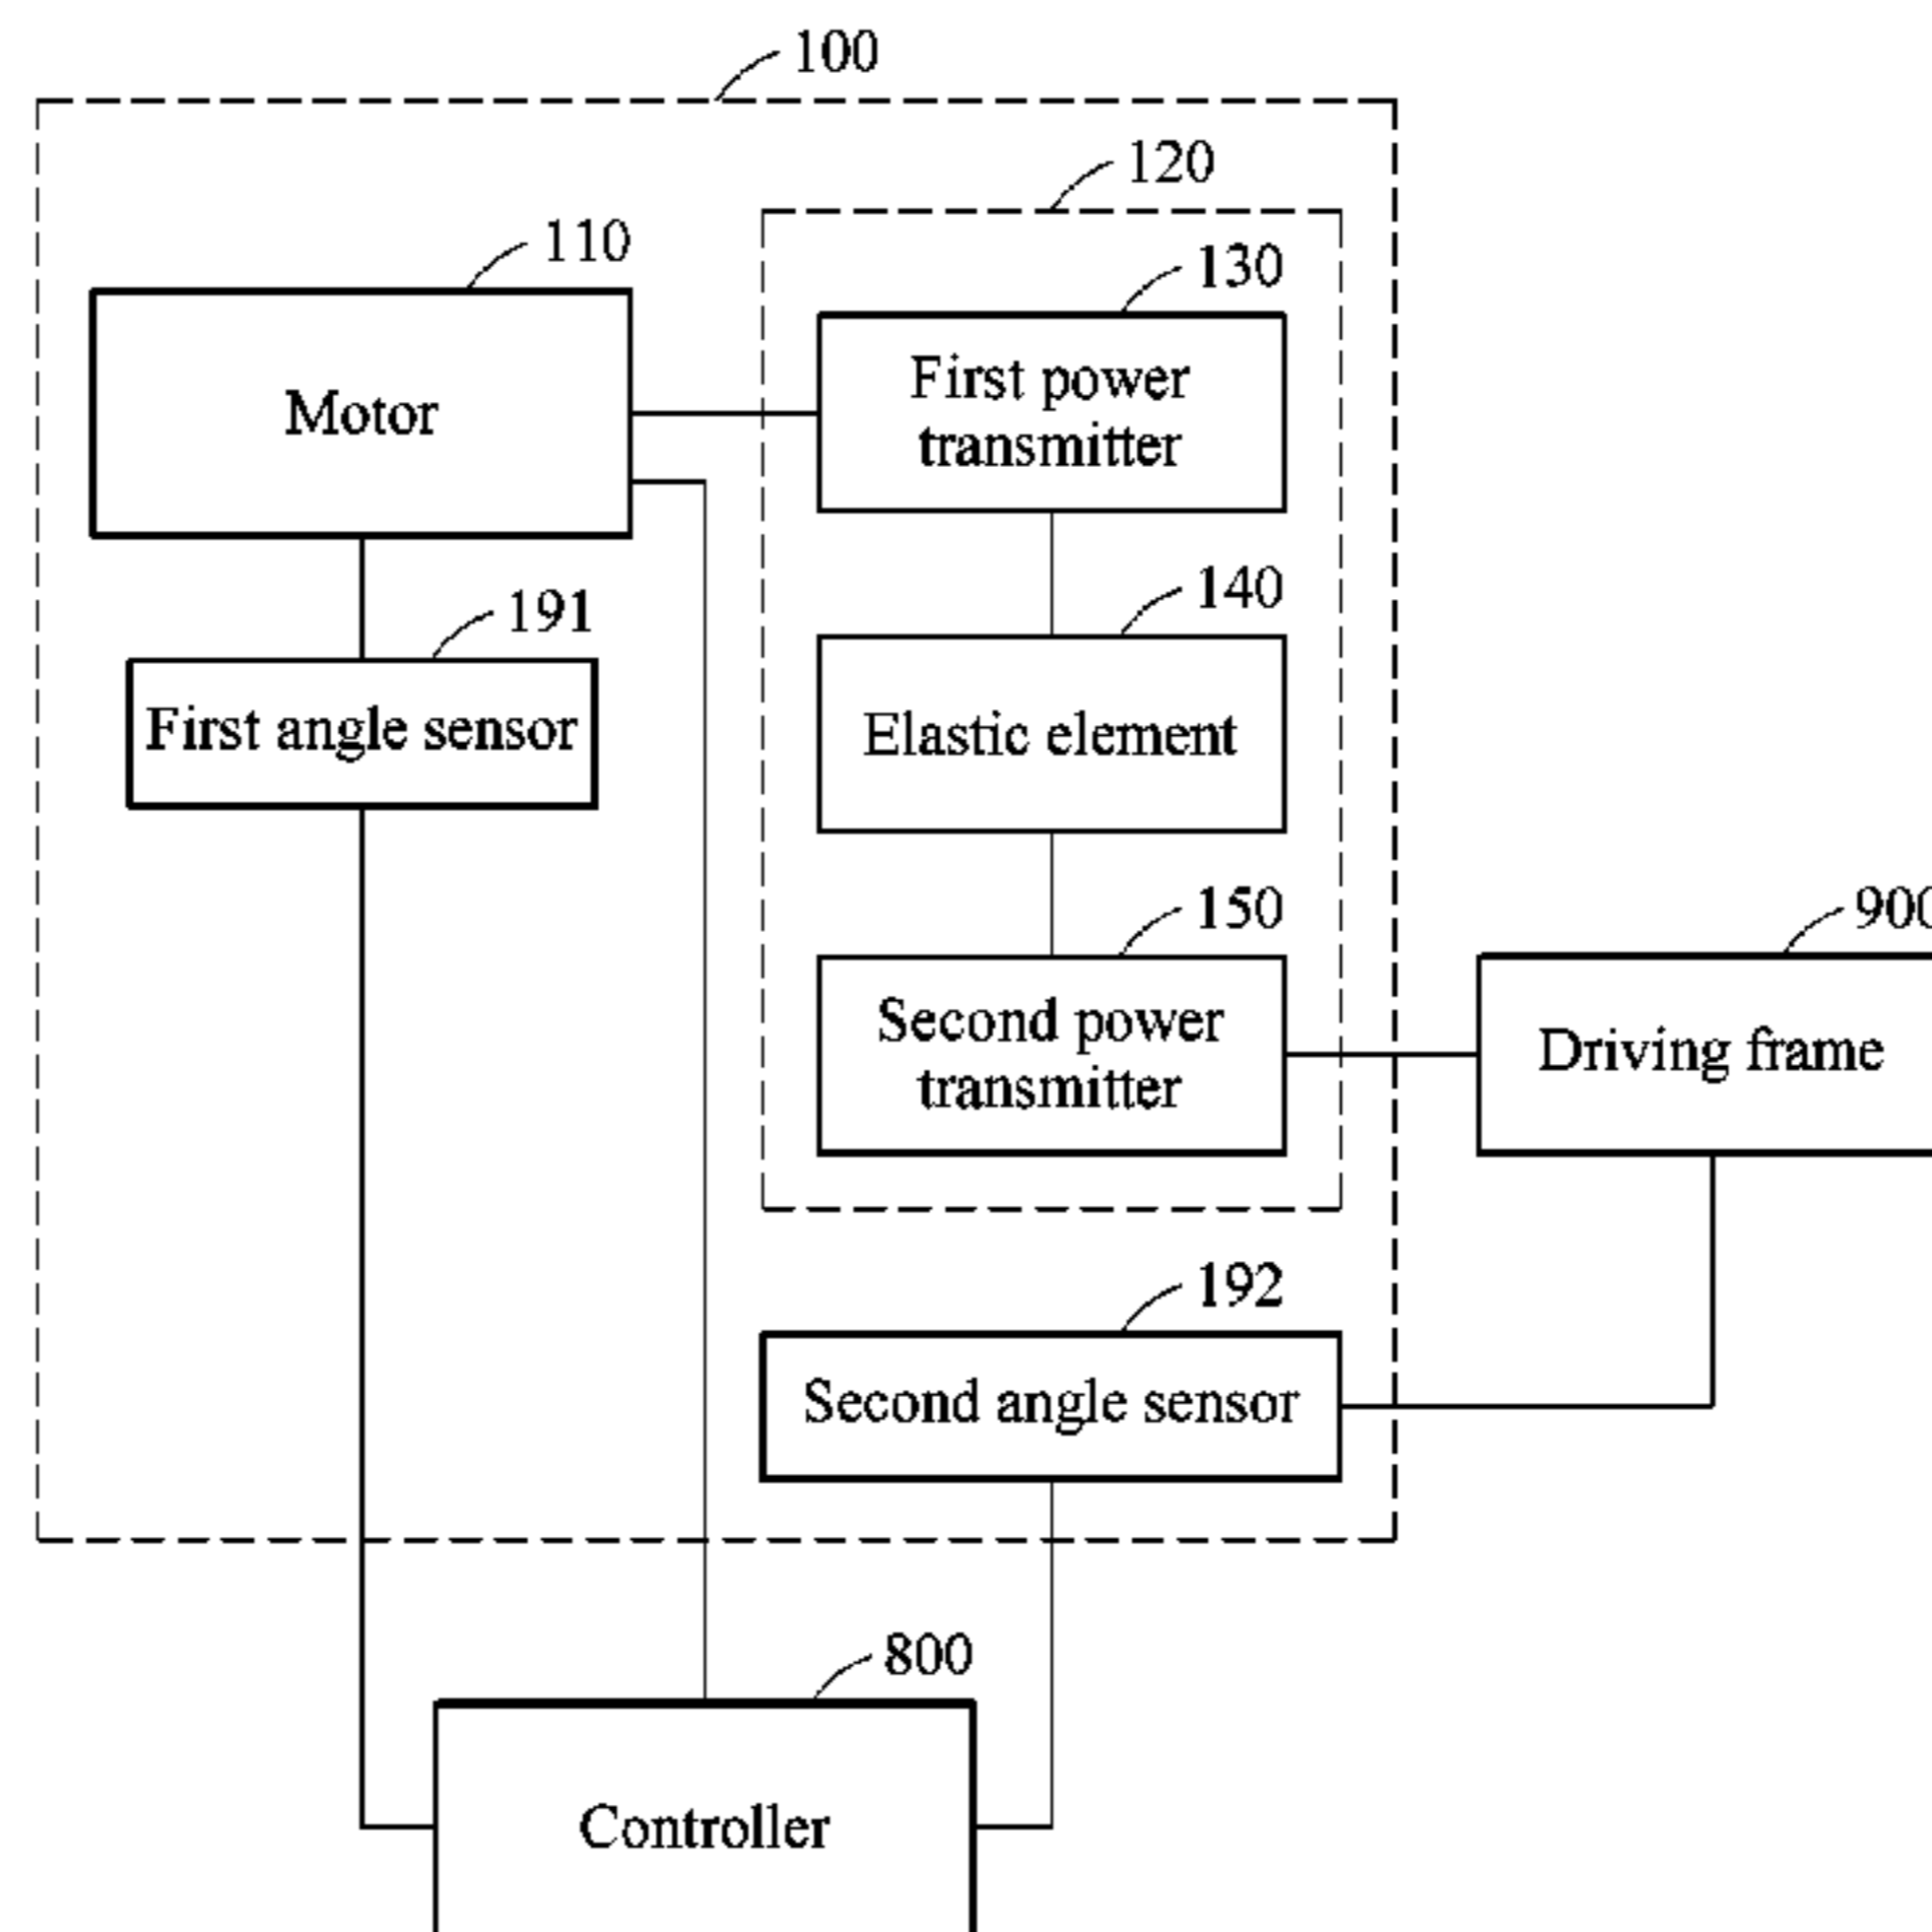 100
120
110
130
Motor
First power
transmitter
191
140
First angle sensor
Elastic element
150
900
Second power
transmitter
Driving frame
192
Second angle sensor
800
Controller